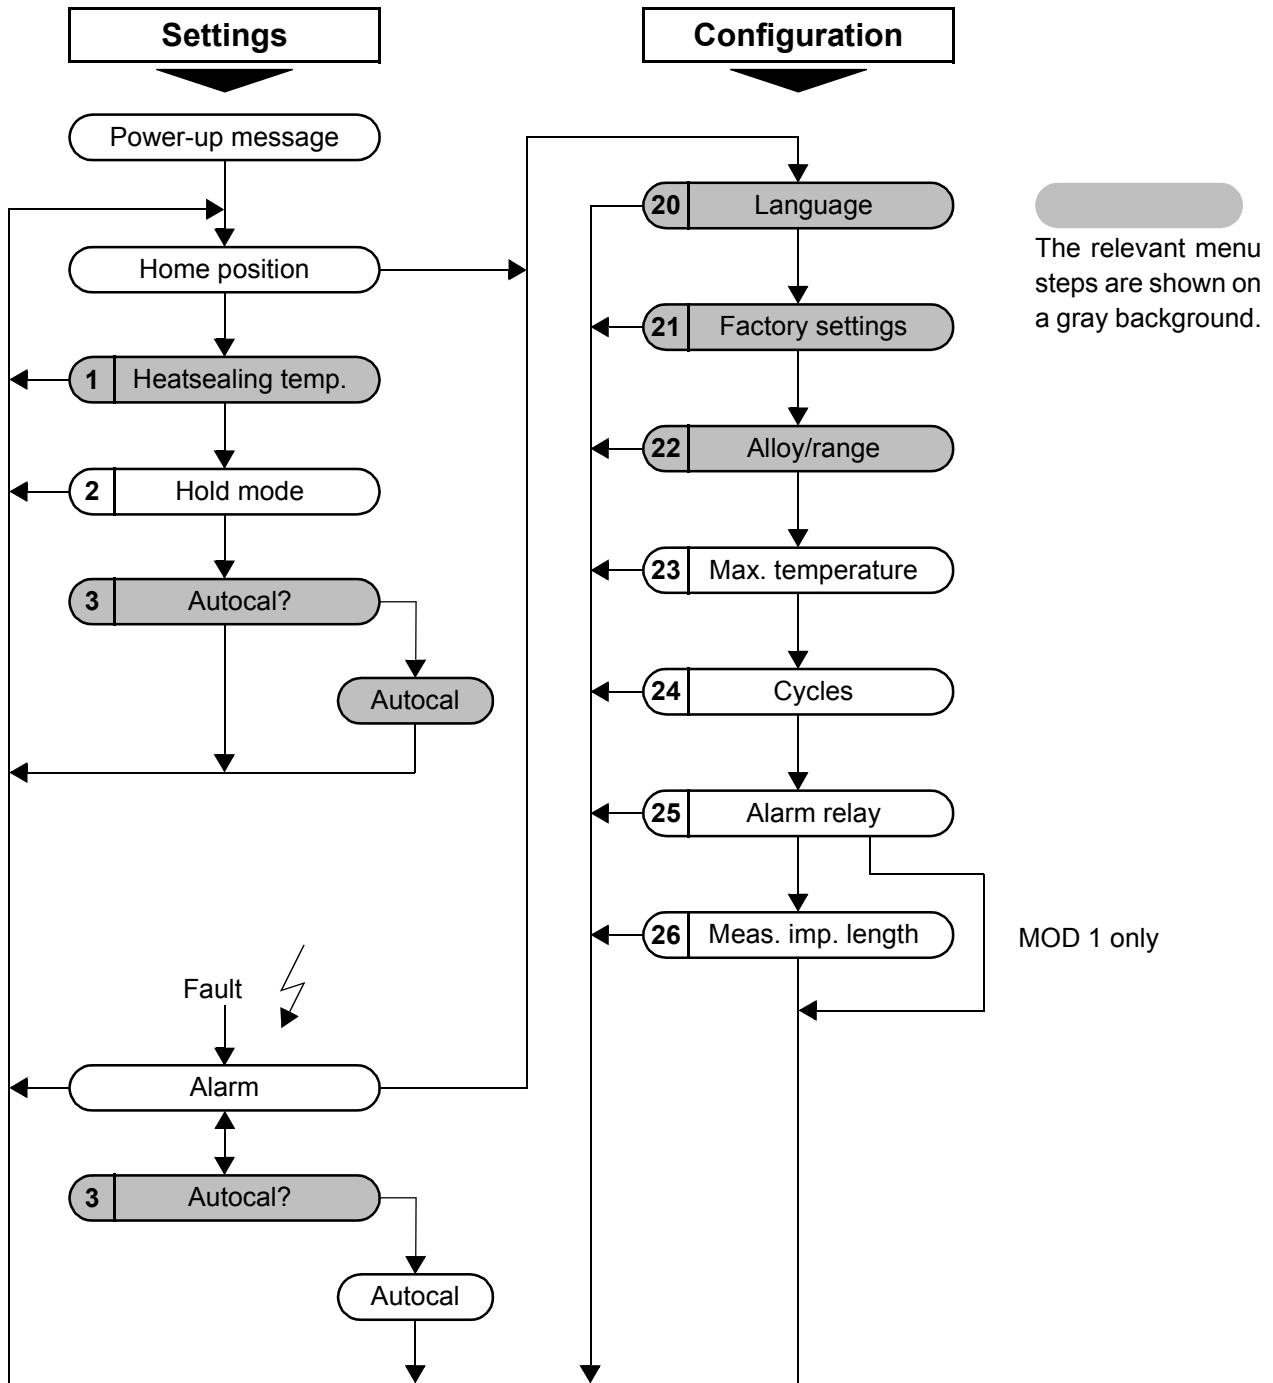 Settings
Power-up message
Home position
1 Heatsealing temp.
2 Hold mode
3 Autocal?
Autocal
Fault
Alarm
3 Autocal?
Autocal
Configuration
20 Language
21 Factory settings
22 Alloy/range
23 Max. temperature
24 Cycles
25 Alarm relay
26 Meas. imp. length
MOD 1 only
The relevant menu
steps are shown on
a gray background.